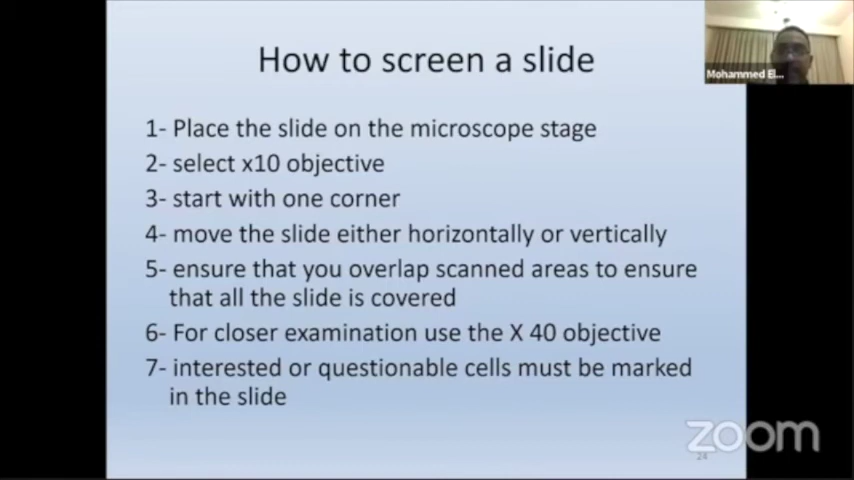 How to screen a slide
Mohammed El...
1- Place the slide on the microscope stage
2- select x10 objective
3- start with one corner
4- move the slide either horizontally or vertically
5- ensure that you overlap scanned areas to ensure
that all the slide is covered
6- For closer examination use the X 40 objective
7- interested or questionable cells must be marked
in the slide
zoom
24